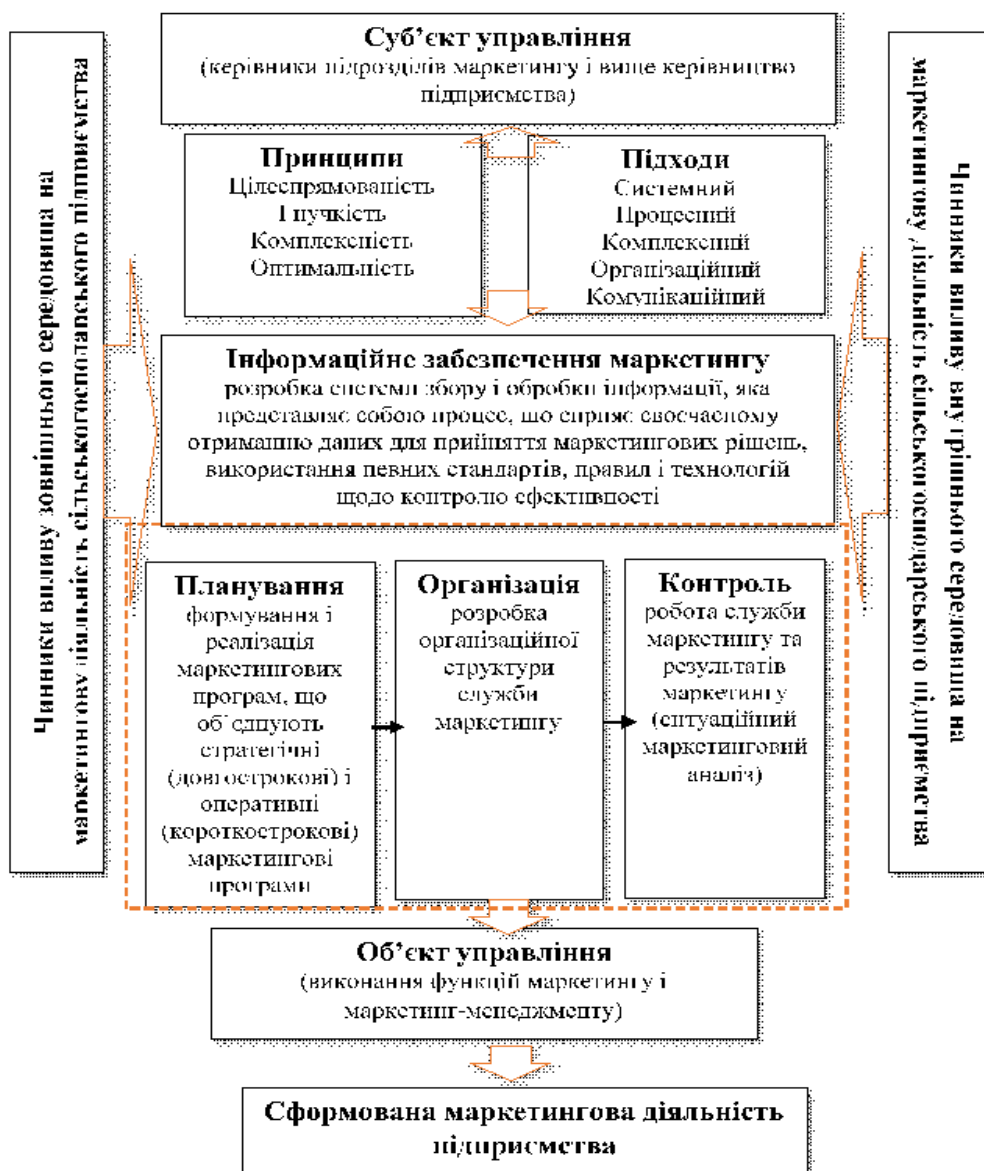 Суб’єкт управління
(керівники підрозділів маркетингу і вище керівництво
підприємства)
Принципи
Цілеспрямованість
Гнучкість
Комплексність
Оптимальність
Підходи
Системний
Процесний
Комплексний
Організаційний
Комунікаційний
Чинники впливу зовнішнього середовища на
маркетингову діяльність сільськогосподарського підприємства
Інформаційне забезпечення маркетингу
розробка системи збору і обробки інформації, яка
представляє собою процес, що сприяє своєчасному
отриманню даних для прийняття маркетингових рішень,
використання певних стандартів, правил і технологій
щодо контролю ефективності
Чинники впливу внутрішнього середовища на
маркетингову діяльність сільськогосподарського підприємства
Планування
формування і
реалізація
маркетингових
програм, що
об’єднують
стратегічні
(довгострокові) і
оперативні
(короткострокові)
маркетингові
програми
Організація
розробка
організаційної
структури
служби
маркетингу
Контроль
робота служби
маркетингу та
результатів
маркетингу
(ситуаційний
маркетинговий
аналіз)
Об’єкт управління
(виконання функцій маркетингу і
маркетинг-менеджменту)
Сформована маркетингова діяльність
підприємства